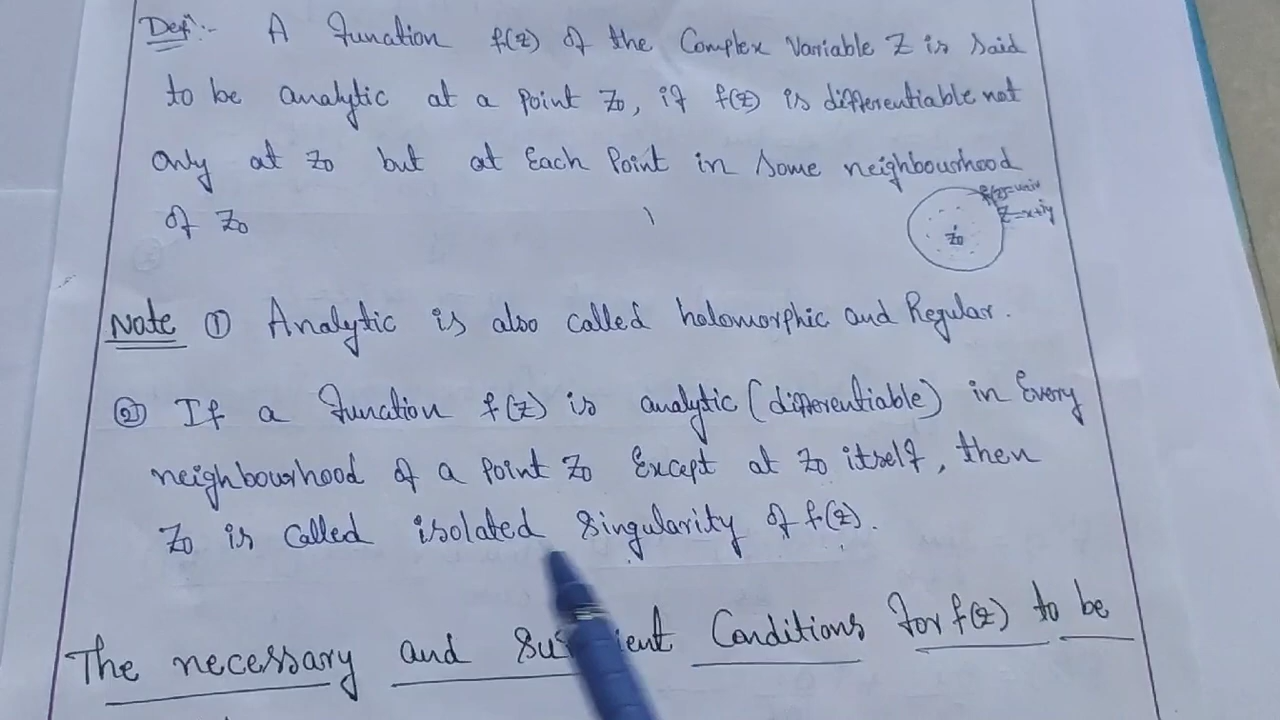 Defn:- A function f(z) of the Complex Variable Z is said
to be analytic at a point Z0, if f(z) is differentiable not
only at Z0 but at Each Point in some neighbourhood
of Z0
f(z)=u+iv
Z=x+iy
Z0
Note ① Analytic is also called holomorphic and Regular.
② If a function f(z) is analytic (differentiable) in Every
neighbourhood of a point Z0 Except at Z0 itself, then
Z0 is called isolated Singularity of f(z).
The necessary and Conditions for f(z) to be